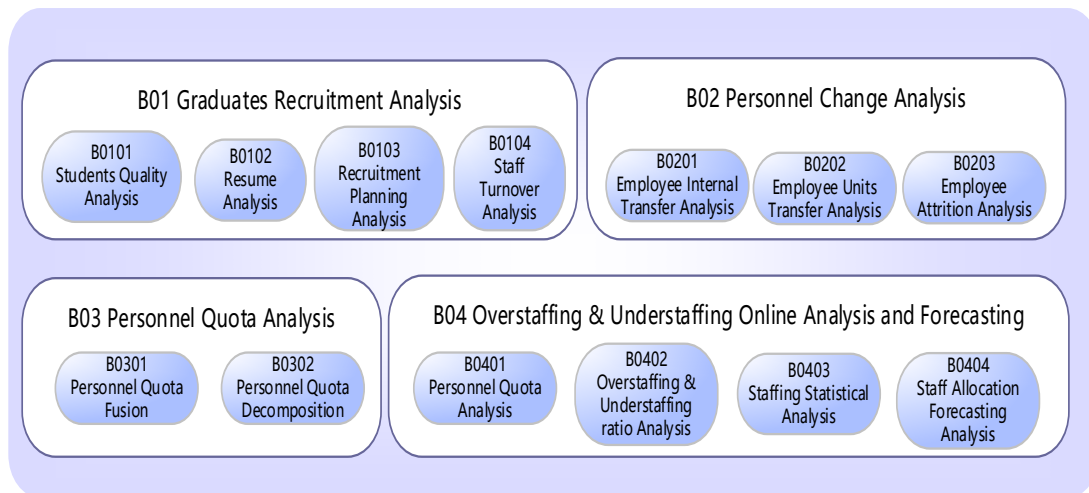 B01 Graduates Recruitment Analysis
B0101
Students Quality
Analysis
B0102
Resume
Analysis
B0103
Recruitment
Planning
Analysis
B0104
Staff
Turnover
Analysis
B02 Personnel Change Analysis
B0201
Employee Internal
Transfer Analysis
B0202
Employee Units
Transfer Analysis
B0203
Employee
Attrition Analysis
B03 Personnel Quota Analysis
B0301
Personnel Quota
Fusion
B0302
Personnel Quota
Decomposition
B04 Overstaffing & Understaffing Online Analysis and Forecasting
B0401
Personnel Quota
Analysis
B0402
Overstaffing &
Understaffing
ratio Analysis
B0403
Staffing Statistical
Analysis
B0404
Staff Allocation
Forecasting
Analysis